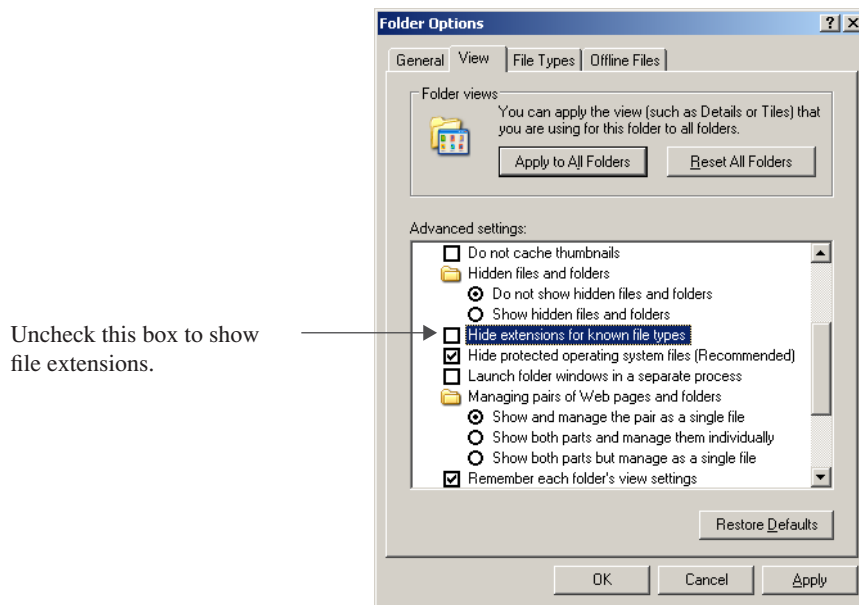 Folder Options
General View File Types Offline Files
Folder views
You can apply the view (such as Details or Tiles) that
you are using for this folder to all folders.
Apply to All Folders Reset All Folders
Advanced settings:
Do not cache thumbnails
Hidden files and folders
Do not show hidden files and folders
Show hidden files and folders
Uncheck this box to show
file extensions.
Hide extensions for known file types
Hide protected operating system files (Recommended)
Launch folder windows in a separate process
Managing pairs of Web pages and folders
Show and manage the pair as a single file
Show both parts and manage them individually
Show both parts but manage as a single file
Remember each folder's view settings
Restore Defaults
OK Cancel Apply